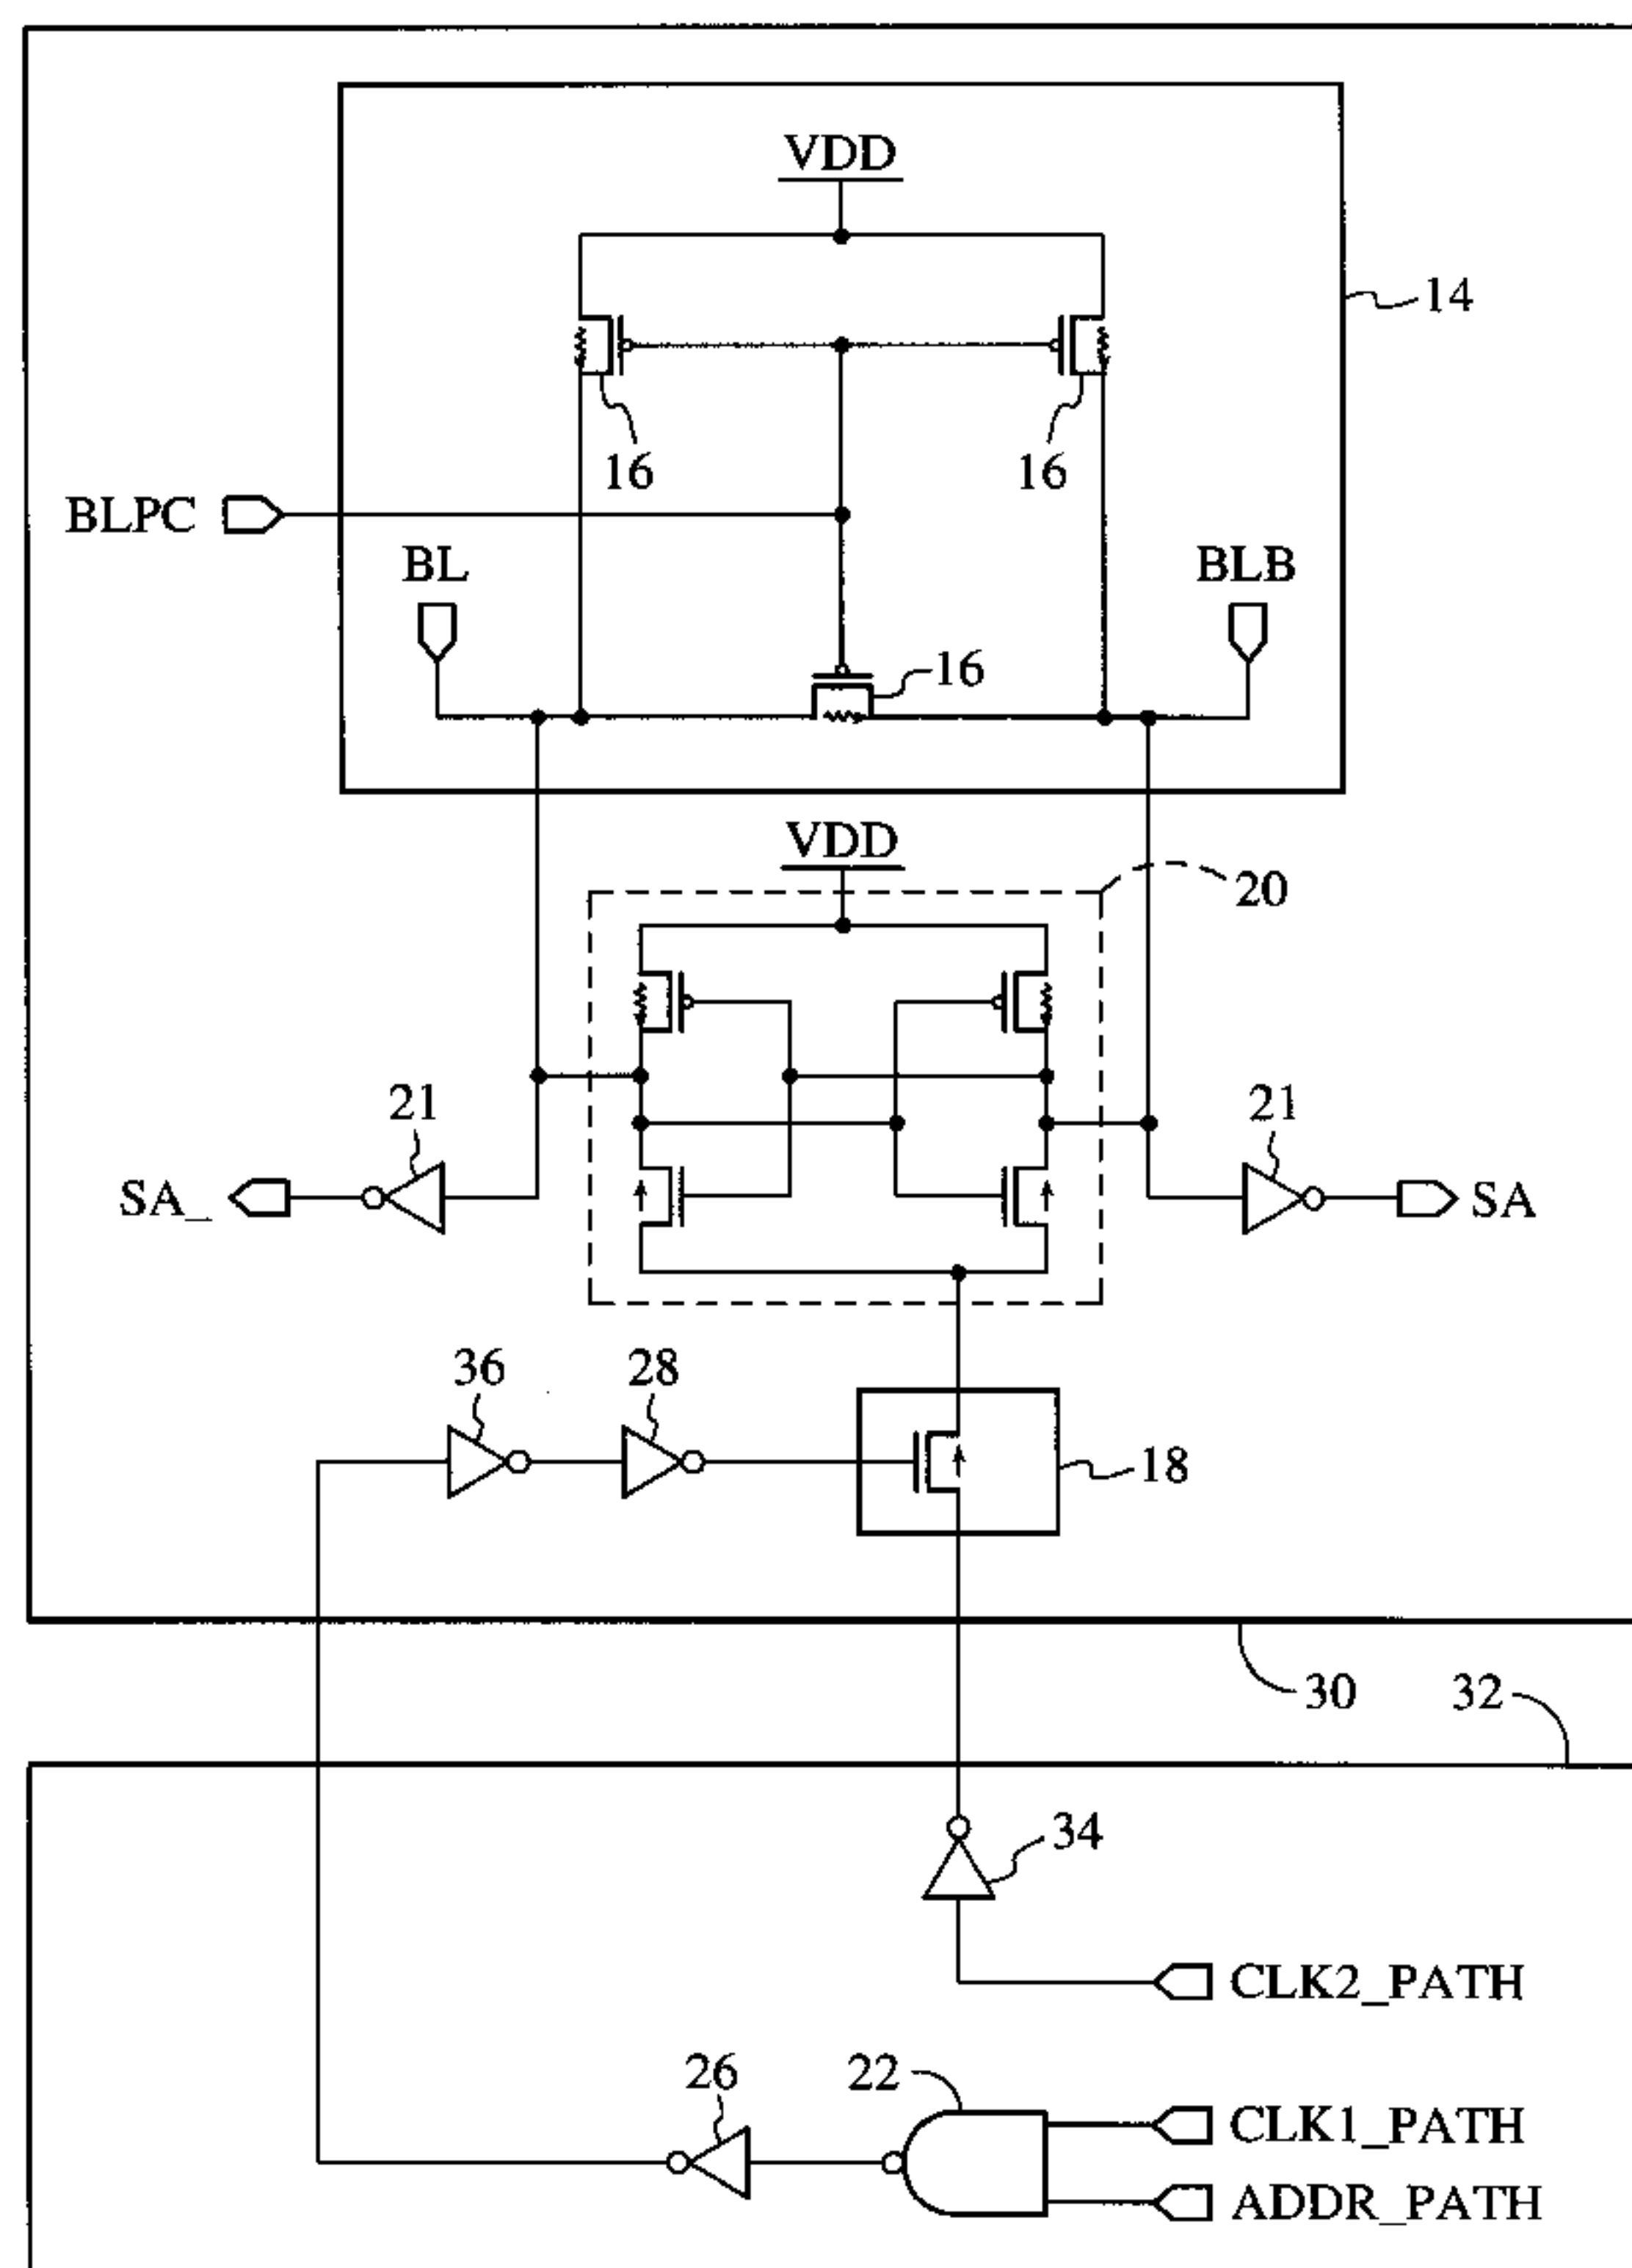 VDD
14
16
16
BLPC
BL
BLB
16
VDD
20
21
21
SA_
SA
36
28
18
30
32
34
CLK2_PATH
26
22
CLK1_PATH
ADDR_PATH